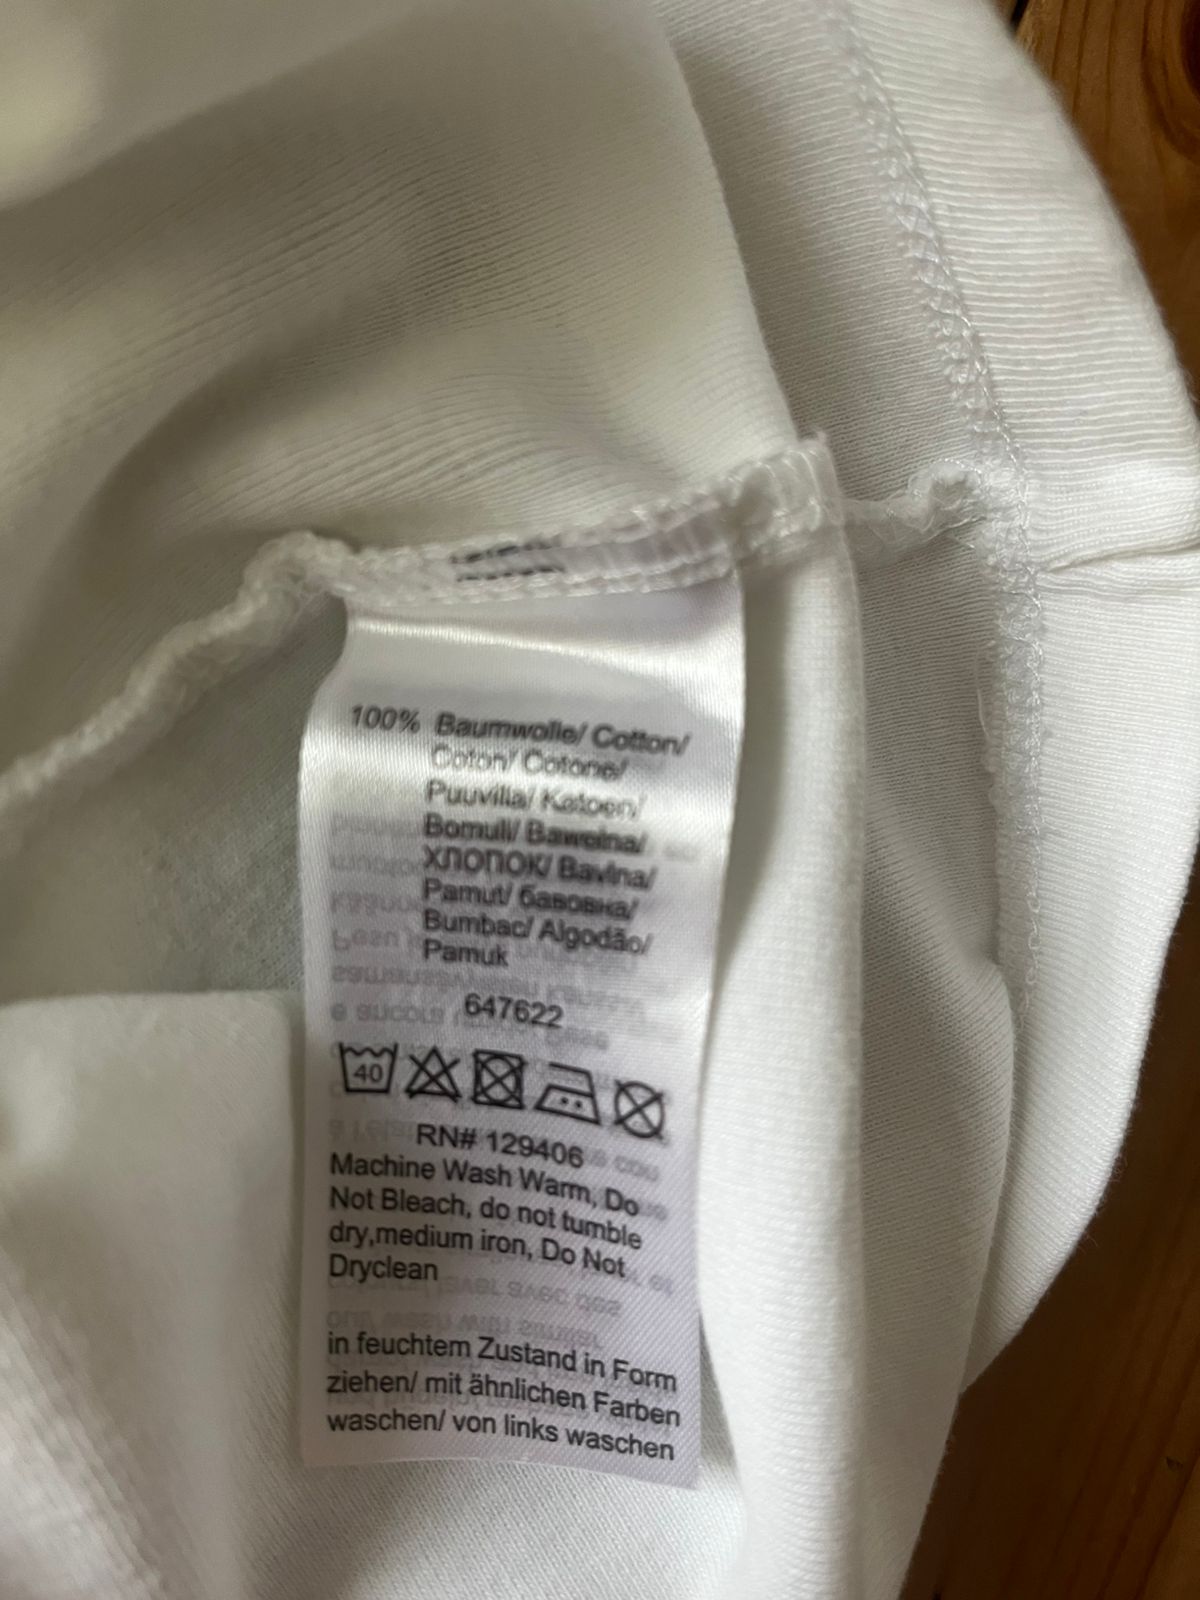 100% Baumwolle/ Cotton/
Coton/ Cotone/
Puuvilla/ Katoen/
Bomull/ Bawełna/
ХЛОПОК/ Bavlna/
Pamut/ бавовна/
Bumbac/ Algodão/
Pamuk
647622
40
RN# 129406
Machine Wash Warm, Do
Not Bleach, do not tumble
dry,medium iron, Do Not
Dryclean
in feuchtem Zustand in Form
ziehen/ mit ähnlichen Farben
waschen/ von links waschen